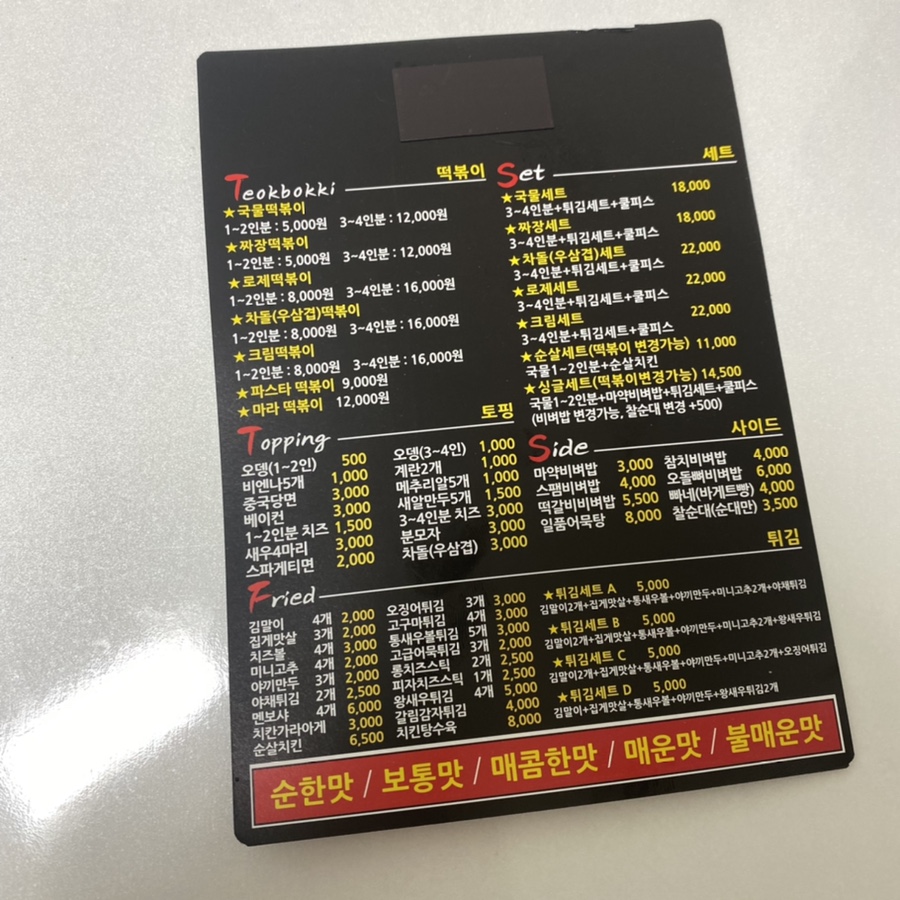 Teokbokki 떡볶이
★국물떡볶이
1~2인분 : 5,000원 3~4인분 : 12,000원
★짜장떡볶이
1~2인분 : 5,000원 3~4인분 : 12,000원
★로제떡볶이
1~2인분 : 8,000원 3~4인분 : 16,000원
★차돌(우삼겹)떡볶이
1~2인분 : 8,000원 3~4인분 : 16,000원
★크림떡볶이
1~2인분 : 8,000원 3~4인분 : 16,000원
★파스타 떡볶이 9,000원
★마라 떡볶이 12,000원
Set 세트
★국물세트 18,000
3~4인분+튀김세트+쿨피스
★짜장세트 18,000
3~4인분+튀김세트+쿨피스
★차돌(우삼겹)세트 22,000
3~4인분+튀김세트+쿨피스
★로제세트 22,000
3~4인분+튀김세트+쿨피스
★크림세트 22,000
3~4인분+튀김세트+쿨피스
★순살세트(떡볶이 변경가능) 11,000
국물1~2인분+순살치킨
★싱글세트(떡볶이변경가능) 14,500
국물1~2인분+마약비벼밥+튀김세트+쿨피스
(비벼밥 변경가능, 찰순대 변경 +500)
Topping 토핑
오뎅(1~2인) 500 오뎅(3~4인) 1,000
비엔나5개 1,000 계란2개 1,000
중국당면 3,000 메추리알5개 1,000
베이컨 3,000 새알만두5개 1,500
1~2인분 치즈 1,500 3~4인분 치즈 3,000
새우4마리 3,000 분모자 3,000
스파게티면 2,000 차돌(우삼겹) 3,000
Side 사이드
마약비벼밥 3,000 참치비벼밥 4,000
스팸비벼밥 4,000 오돌뼈비벼밥 6,000
떡갈비비벼밥 5,500 빠네(바게트빵) 4,000
일품어묵탕 8,000 찰순대(순대만) 3,500
Fried 튀김
김말이 4개 2,000 오징어튀김 3개 3,000
집게맛살 3개 2,000 고구마튀김 4개 3,000
치즈볼 4개 3,000 통새우볼튀김 5개 3,000
미니고추 4개 2,000 고급어묵튀김 3개 2,000
야끼만두 3개 2,000 롱치즈스틱 2개 2,500
야채튀김 2개 2,500 피자치즈스틱 1개 2,500
멘보샤 4개 6,000 왕새우튀김 4개 5,000
치칸가라아게 3,000 갈림감자튀김 4,000
순살치킨 6,500 치킨탕수육 8,000
★튀김세트 A 5,000
김말이2개+집게맛살+통새우볼+야끼만두+미니고추2개+야채튀김
★튀김세트 B 5,000
김말이2개+집게맛살+통새우볼+야끼만두+미니고추2개+왕새우튀김
★튀김세트 C 5,000
김말이2개+집게맛살+통새우볼+야끼만두+미니고추2개+오징어튀김
★튀김세트 D 5,000
김말이+집게맛살+통새우볼+야끼만두+왕새우튀김2개
순한맛 / 보통맛 / 매콤한맛 / 매운맛 / 불매운맛